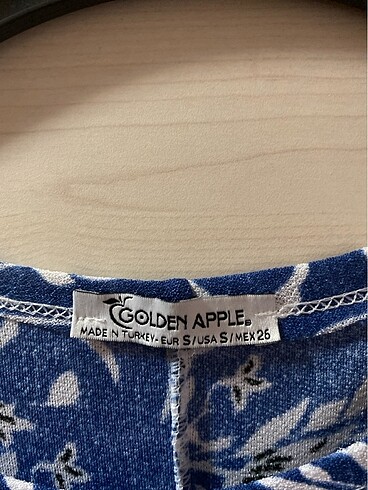 GOLDEN APPLE®
MADE IN TURKEY- EUR S/USA S/MEX 26